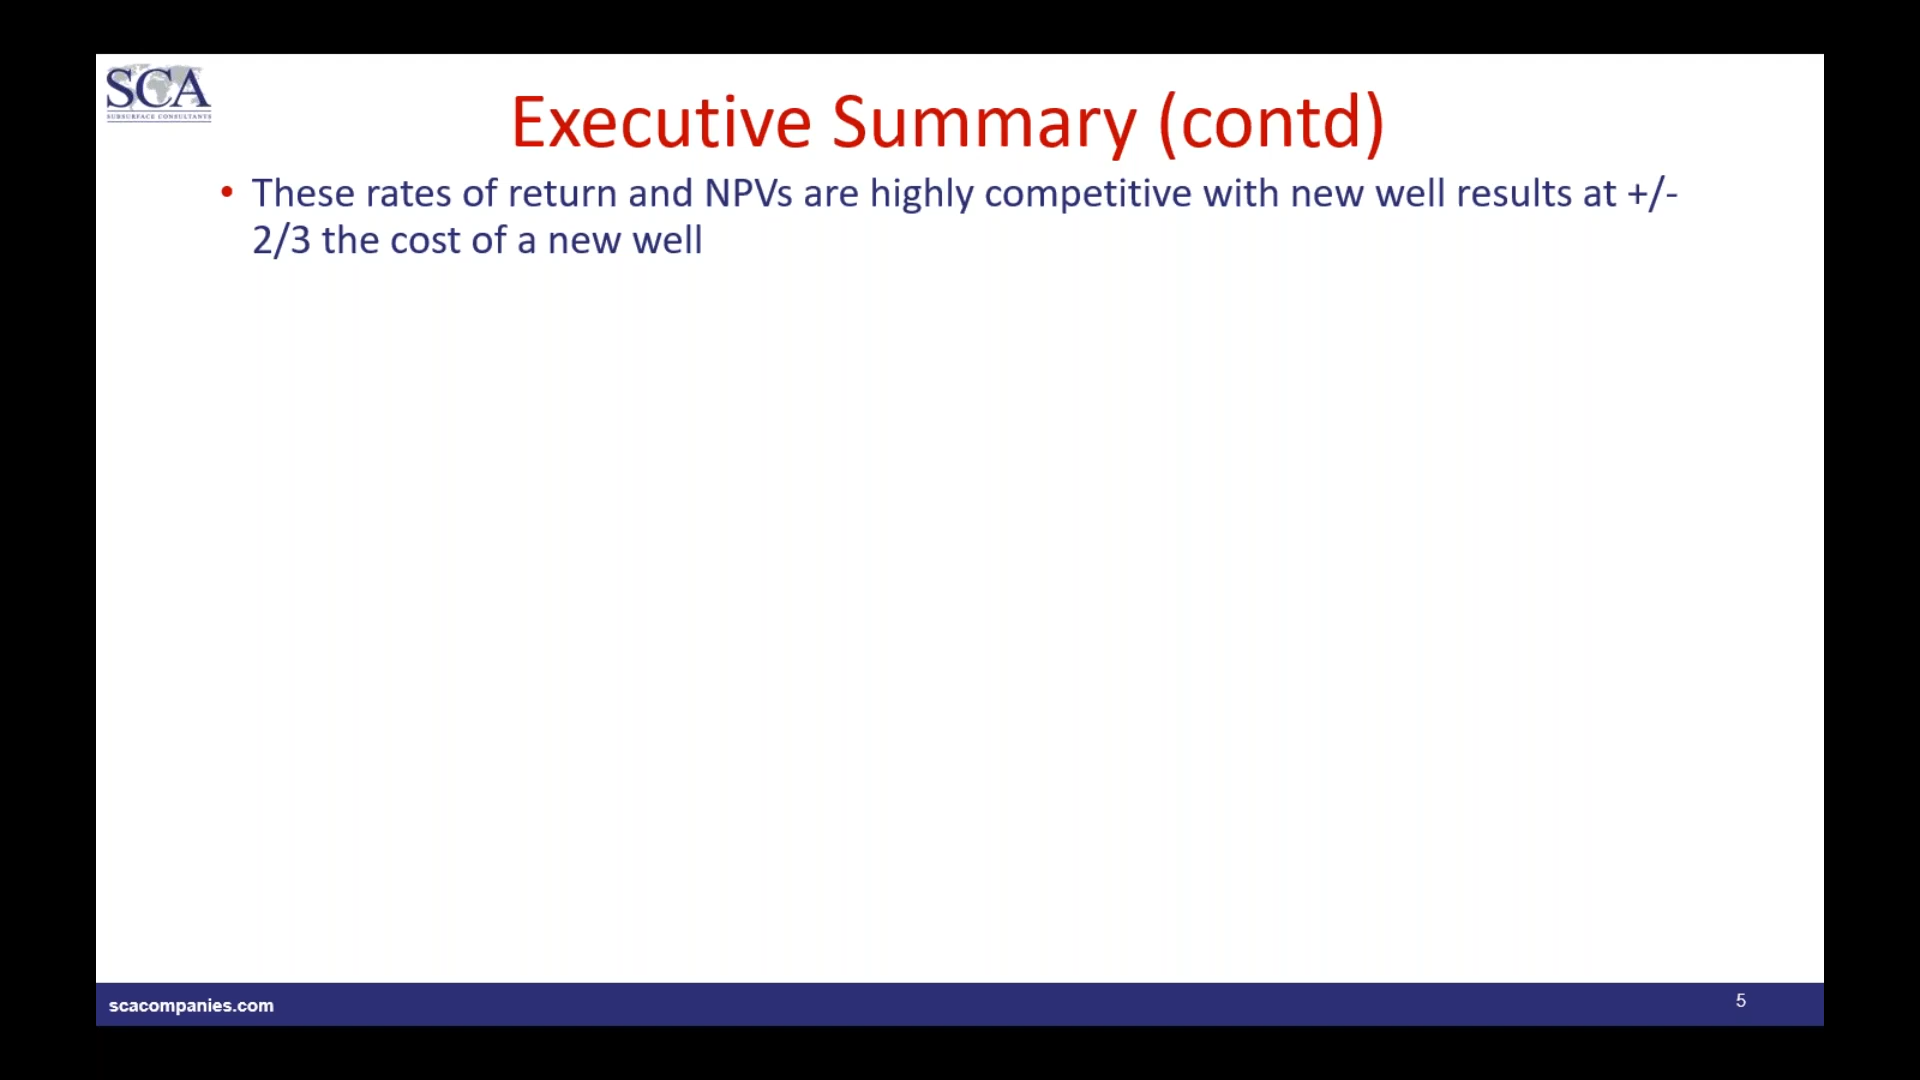 SCA
SUBSURFACE CONSULTANTS
Executive Summary (contd)
• These rates of return and NPVs are highly competitive with new well results at +/-
2/3 the cost of a new well
scacompanies.com
5